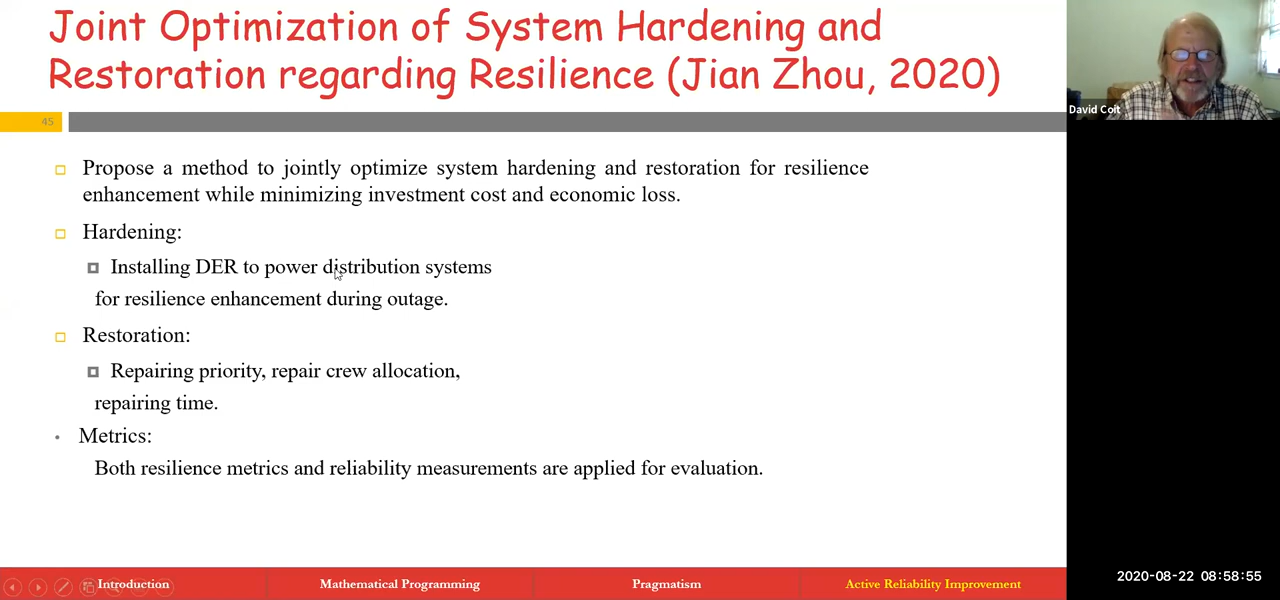 Joint Optimization of System Hardening and
Restoration regarding Resilience (Jian Zhou, 2020)
David Coit
45
Propose a method to jointly optimize system hardening and restoration for resilience
enhancement while minimizing investment cost and economic loss.
Hardening:
Installing DER to power distribution systems
for resilience enhancement during outage.
Restoration:
Repairing priority, repair crew allocation,
repairing time.
Metrics:
Both resilience metrics and reliability measurements are applied for evaluation.
Introduction
Mathematical Programming
Pragmatism
Active Reliability Improvement
2020-08-22 08:58:55